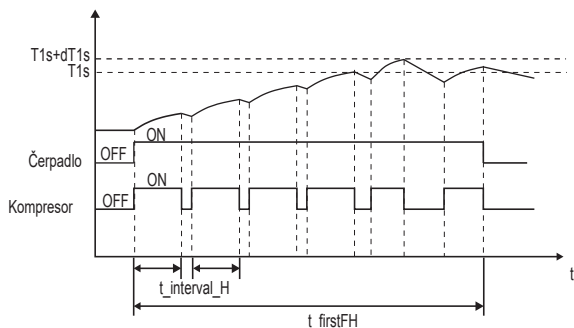 T1s+dT1s
T1s
ON
OFF
Čerpadlo
ON
OFF
Kompresor
t_interval_H
t
t_firstFH